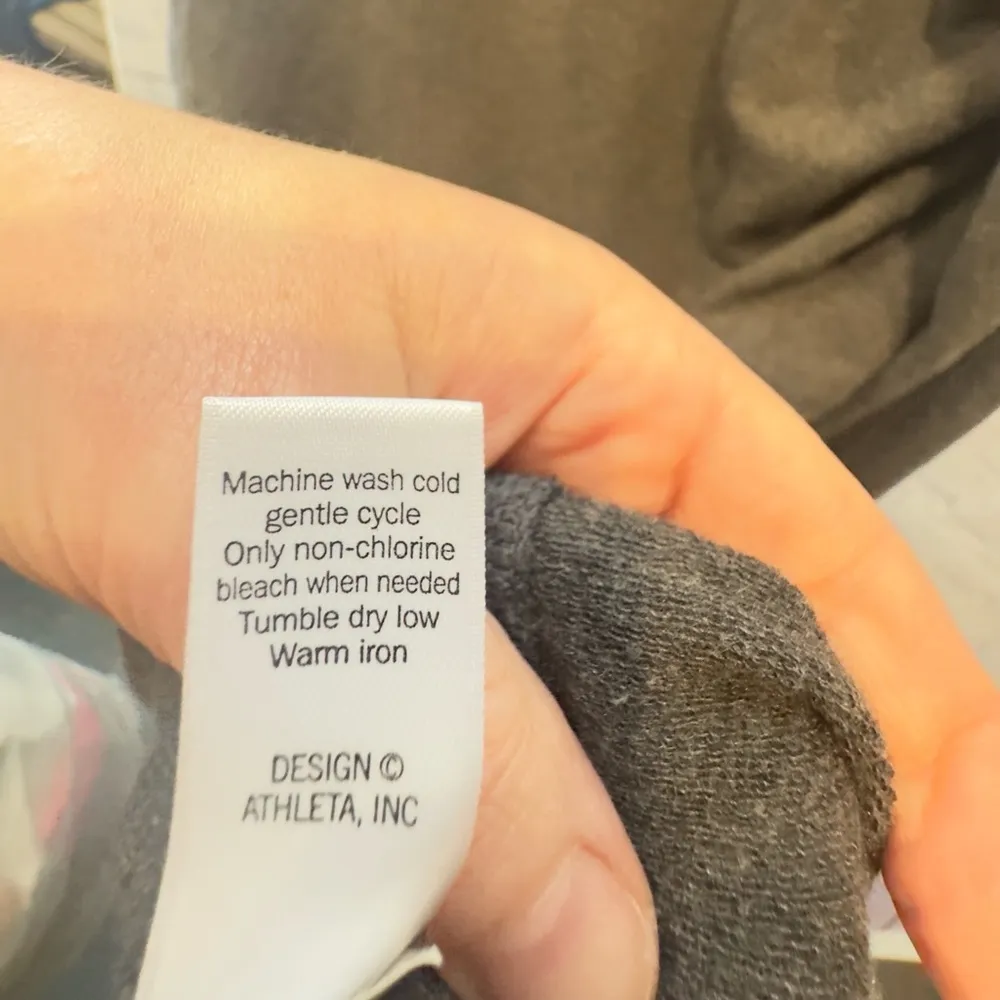 Machine wash cold
gentle cycle
Only non-chlorine
bleach when needed
Tumble dry low
Warm iron
DESIGN ©
ATHLETA, INC